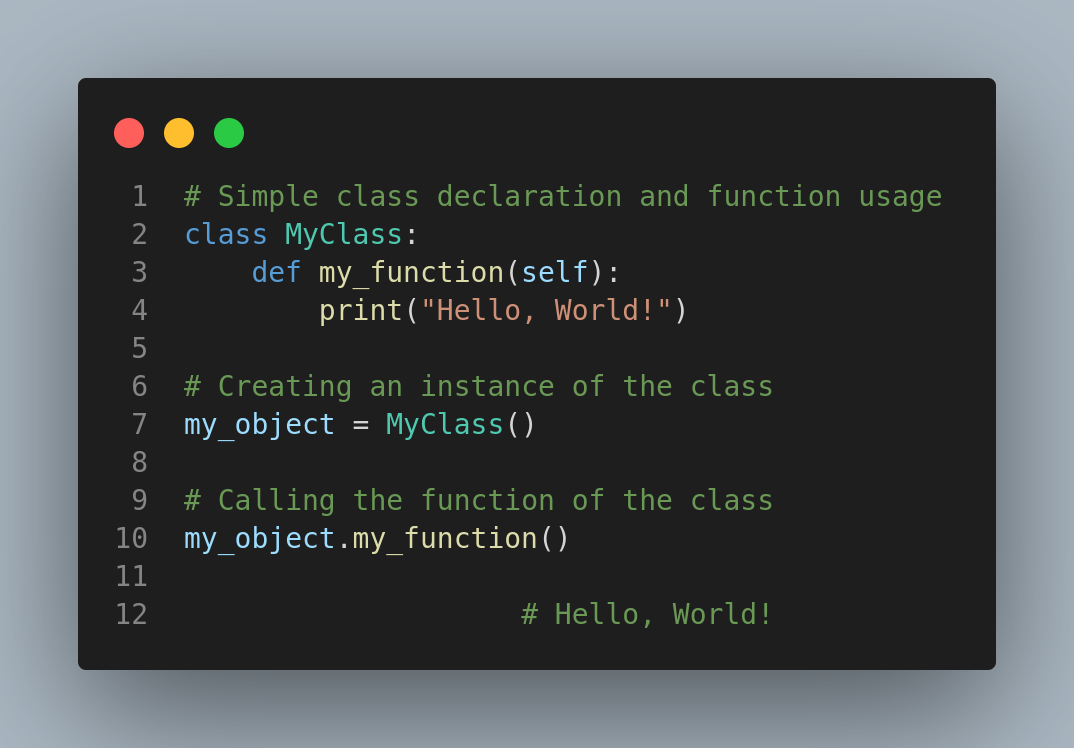 1 # Simple class declaration and function usage
2 class MyClass:
3     def my_function(self):
4         print("Hello, World!")
5
6 # Creating an instance of the class
7 my_object = MyClass()
8
9 # Calling the function of the class
10 my_object.my_function()
11
12                     # Hello, World!